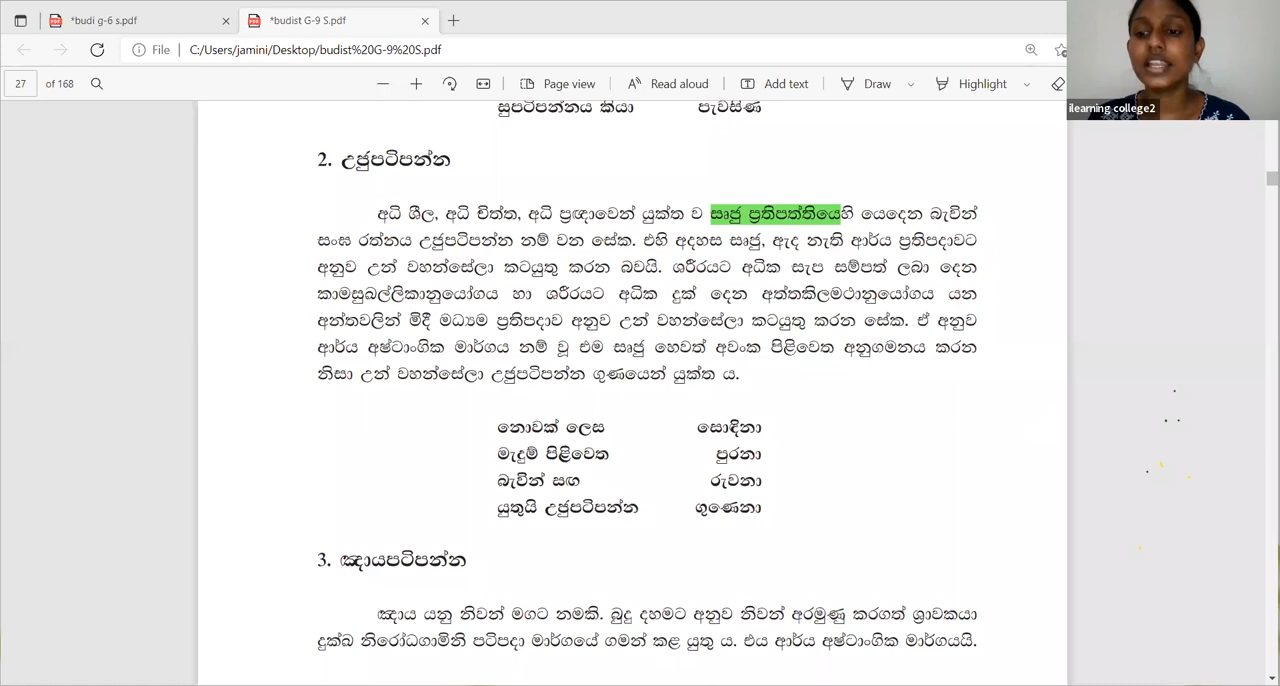 *budi g-6 s.pdf
*budist G-9 S.pdf
File C:/Users/jamini/Desktop/budist%20G-9%20S.pdf
27 of 168 Page view Read aloud Add text Draw Highlight
ilearning college2
සුපටිපන්නය කියා පැවසිණ
2. උජුපටිපන්න
අධි ශීල, අධි චිත්ත, අධි ප්‍රඥාවෙන් යුක්ත ව සෘජු ප්‍රතිපත්තියෙහි යෙදෙන බැවින්
සංඝ රත්නය උජුපටිපන්න නම් වන සේක. එහි අදහස සෘජු, ඇද නැති ආර්ය ප්‍රතිපදාවට
අනුව උන් වහන්සේලා කටයුතු කරන බවයි. ශරීරයට අධික සැප සම්පත් ලබා දෙන
කාමසුඛල්ලිකානුයෝගය හා ශරීරයට අධික දුක් දෙන අත්තකිලමථානුයෝගය යන
අන්තවලින් මිදී මධ්‍යම ප්‍රතිපදාව අනුව උන් වහන්සේලා කටයුතු කරන සේක. ඒ අනුව
ආර්ය අෂ්ටාංගික මාර්ගය නම් වූ එම සෘජු හෙවත් අවංක පිළිවෙත අනුගමනය කරන
නිසා උන් වහන්සේලා උජුපටිපන්න ගුණයෙන් යුක්ත ය.
නොවක් ලෙස සොඳිනා
මැදුම් පිළිවෙත පුරනා
බැවින් සඟ රුවනා
යුතුයි උජුපටිපන්න ගුණෙනා
3. ඤායපටිපන්න
ඤාය යනු නිවන් මගට නමකි. බුදු දහමට අනුව නිවන් අරමුණු කරගත් ශ්‍රාවකයා
දුක්ඛ නිරෝධගාමිනි පටිපදා මාර්ගයේ ගමන් කළ යුතු ය. එය ආර්ය අෂ්ටාංගික මාර්ගයයි.